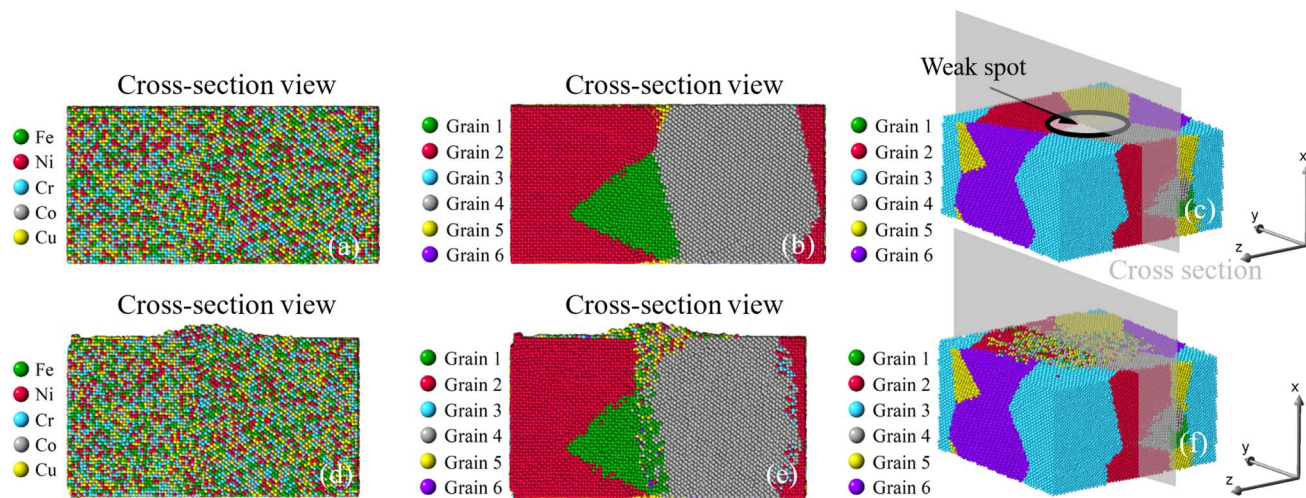 Cross-section view
Fe
Ni
Cr
Co
Cu
(a)
Cross-section view
Grain 1
Grain 2
Grain 3
Grain 4
Grain 5
Grain 6
(b)
Weak spot
Grain 1
Grain 2
Grain 3
Grain 4
Grain 5
Grain 6
(c)
x
y
z
Cross section
Cross-section view
Fe
Ni
Cr
Co
Cu
(d)
Cross-section view
Grain 1
Grain 2
Grain 3
Grain 4
Grain 5
Grain 6
(e)
Grain 1
Grain 2
Grain 3
Grain 4
Grain 5
Grain 6
(f)
x
y
z